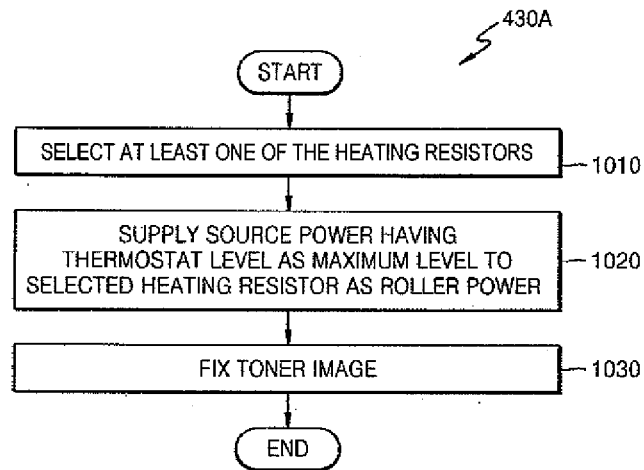 430A
START
SELECT AT LEAST ONE OF THE HEATING RESISTORS
1010
SUPPLY SOURCE POWER HAVING
THERMOSTAT LEVEL AS MAXIMUM LEVEL TO
SELECTED HEATING RESISTOR AS ROLLER POWER
1020
FIX TONER IMAGE
1030
END